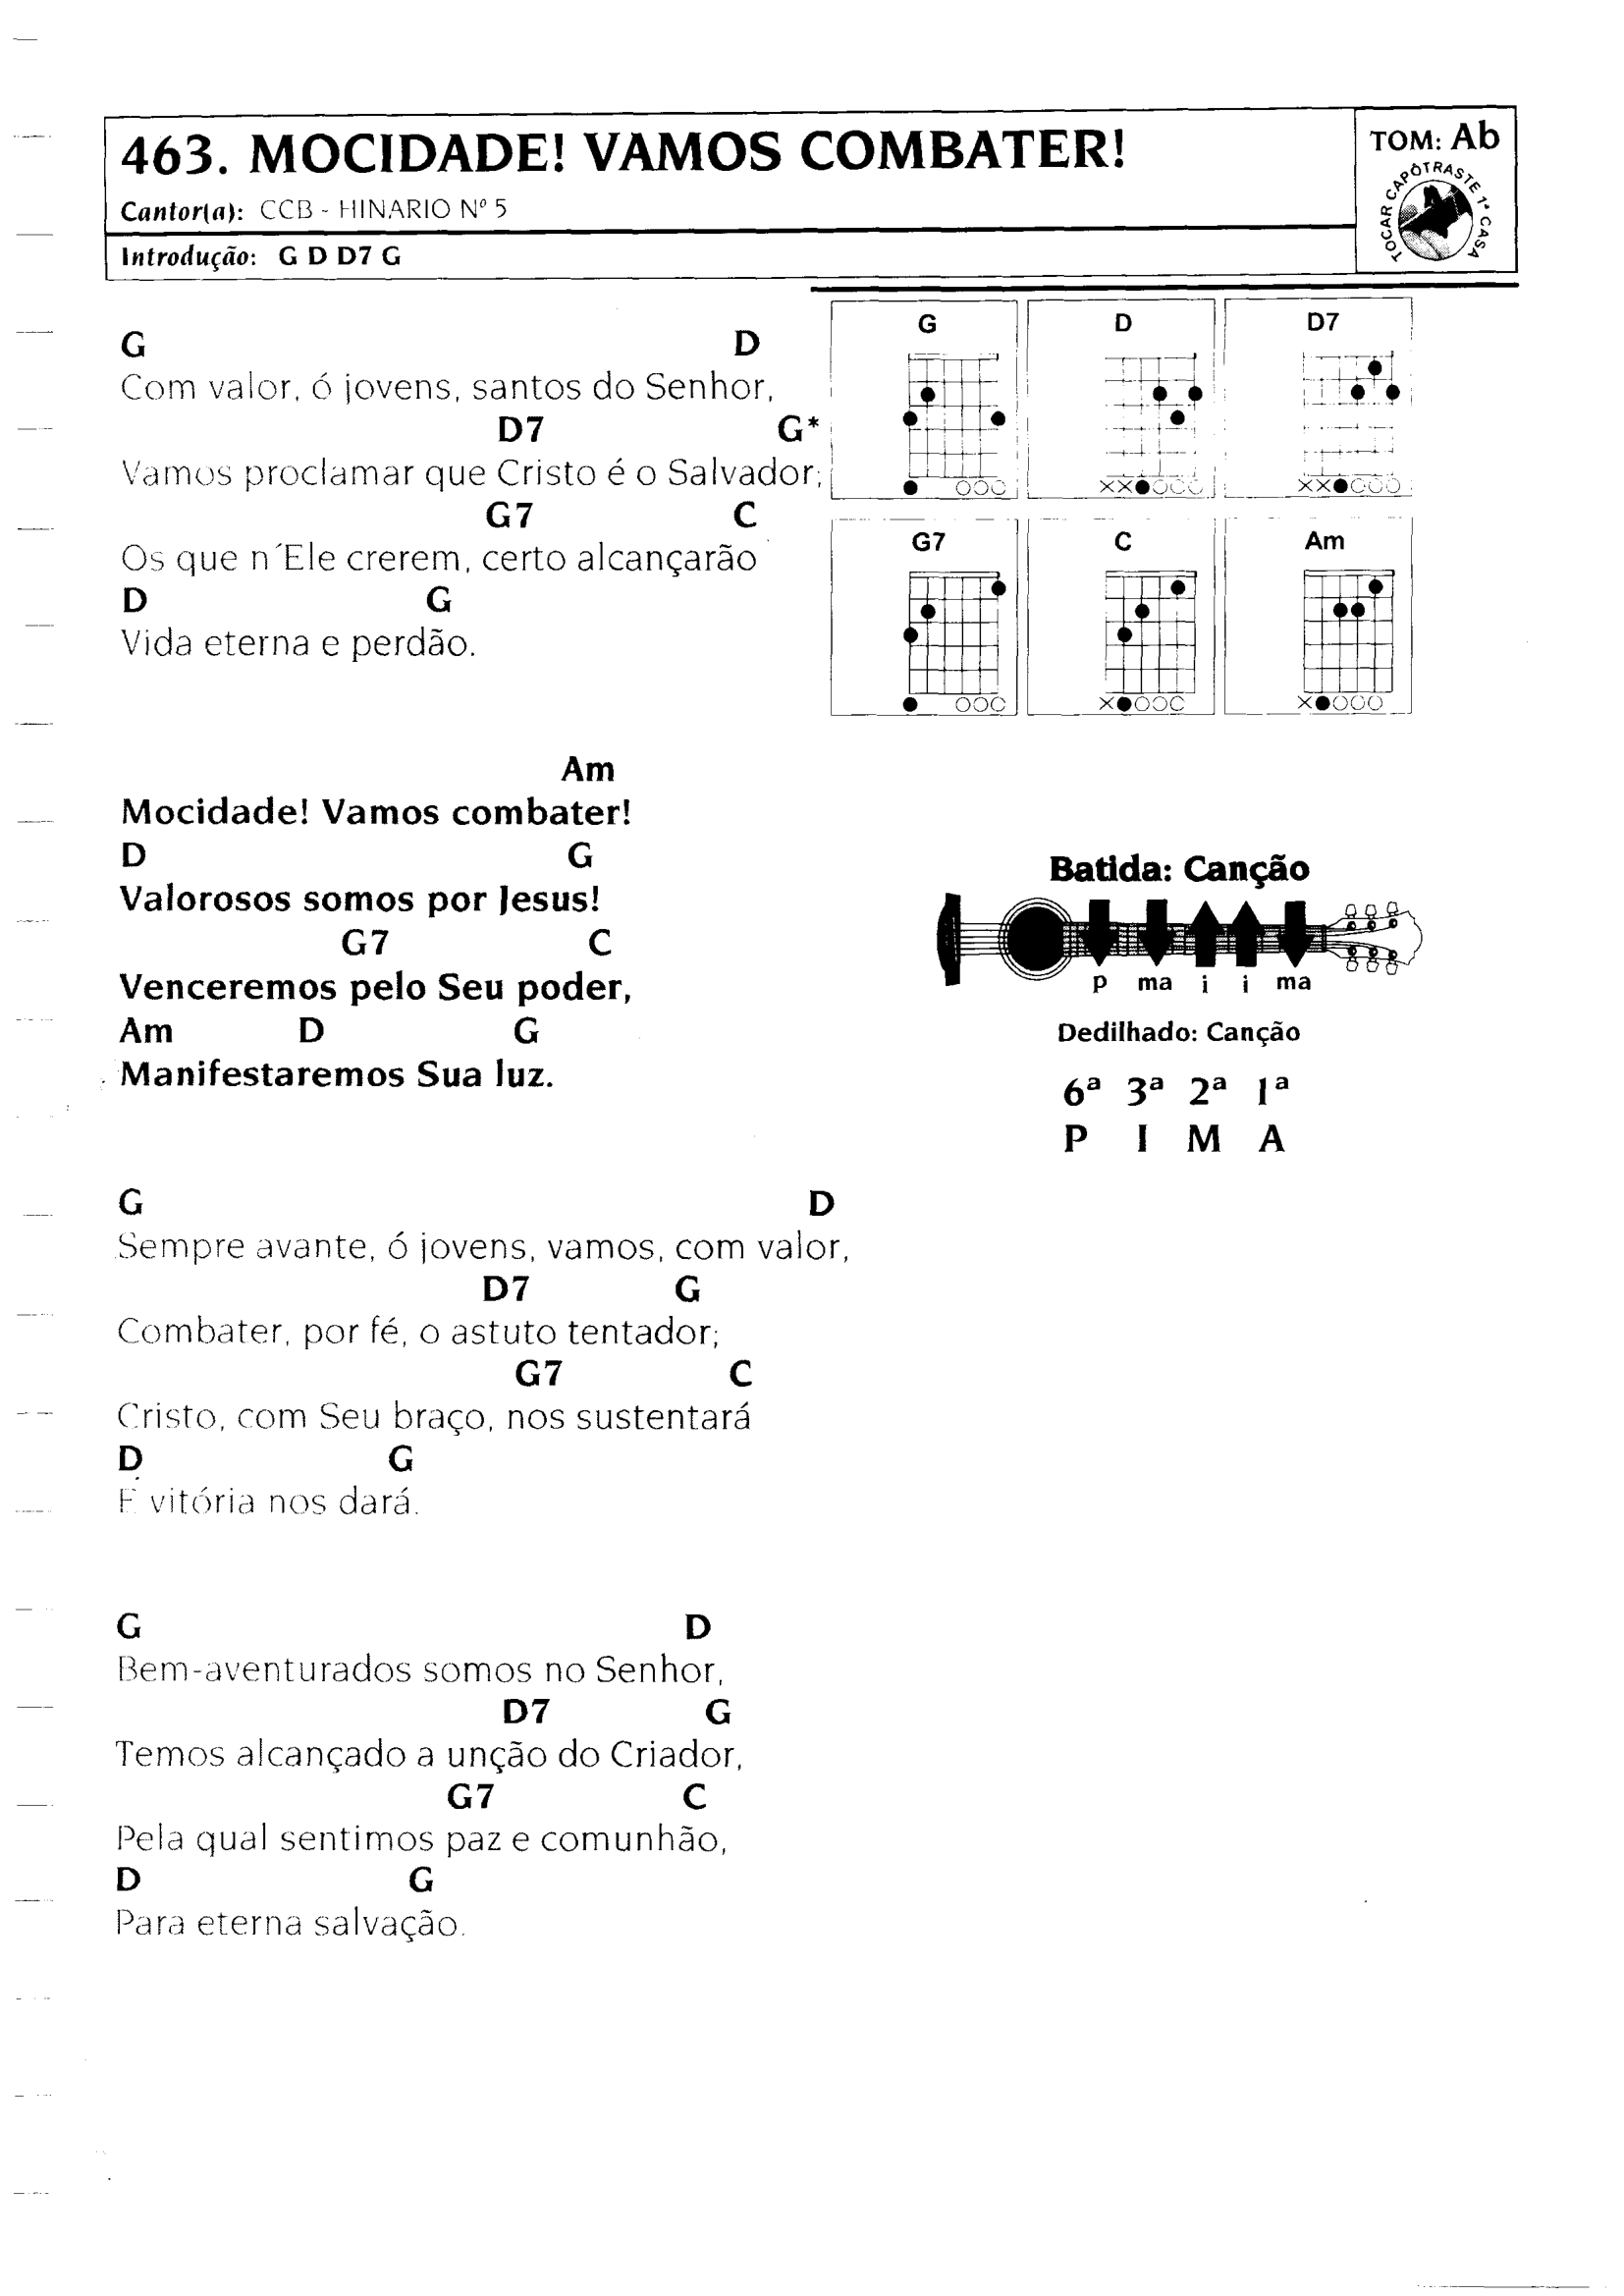 463. MOCIDADE! VAMOS COMBATER!
TOM: Ab
TOCAR CAPOTRASTE 1ª CASA
Cantor(a): CCB - HINARIO Nº 5
Introdução: G D D7 G
G D
Com valor, ó jovens, santos do Senhor,
D7 G*
Vamos proclamar que Cristo é o Salvador;
G7 C
Os que n´Ele crerem, certo alcançarão
D G
Vida eterna e perdão.
G D D7
XX
XX
G7 C Am
X
X
Am
Mocidade! Vamos combater!
D G
Valorosos somos por Jesus!
G7 C
Venceremos pelo Seu poder,
Am D G
Manifestaremos Sua luz.
Batida: Canção
p ma i i ma
Dedilhado: Canção
6ª 3ª 2ª 1ª
P I M A
G D
Sempre avante, ó jovens, vamos, com valor,
D7 G
Combater, por fé, o astuto tentador;
G7 C
Cristo, com Seu braço, nos sustentará
D G
E vitória nos dará.
G D
Bem-aventurados somos no Senhor,
D7 G
Temos alcançado a unção do Criador,
G7 C
Pela qual sentimos paz e comunhão,
D G
Para eterna salvação.